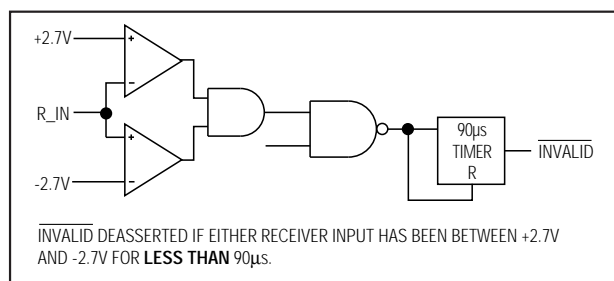 +2.7V
R_IN
-2.7V
90µs
TIMER
R
INVALID
INVALID DEASSERTED IF EITHER RECEIVER INPUT HAS BEEN BETWEEN +2.7V
AND -2.7V FOR LESS THAN 90µs.